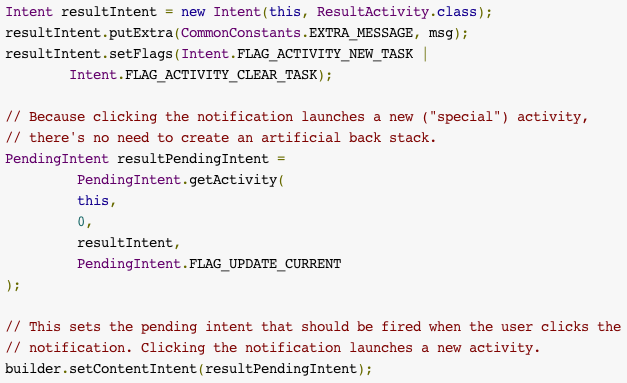 Intent resultIntent = new Intent(this, ResultActivity.class);
resultIntent.putExtra(CommonConstants.EXTRA_MESSAGE, msg);
resultIntent.setFlags(Intent.FLAG_ACTIVITY_NEW_TASK |
        Intent.FLAG_ACTIVITY_CLEAR_TASK);

// Because clicking the notification launches a new ("special") activity,
// there's no need to create an artificial back stack.
PendingIntent resultPendingIntent =
         PendingIntent.getActivity(
         this,
         0,
         resultIntent,
         PendingIntent.FLAG_UPDATE_CURRENT
);

// This sets the pending intent that should be fired when the user clicks the
// notification. Clicking the notification launches a new activity.
builder.setContentIntent(resultPendingIntent);